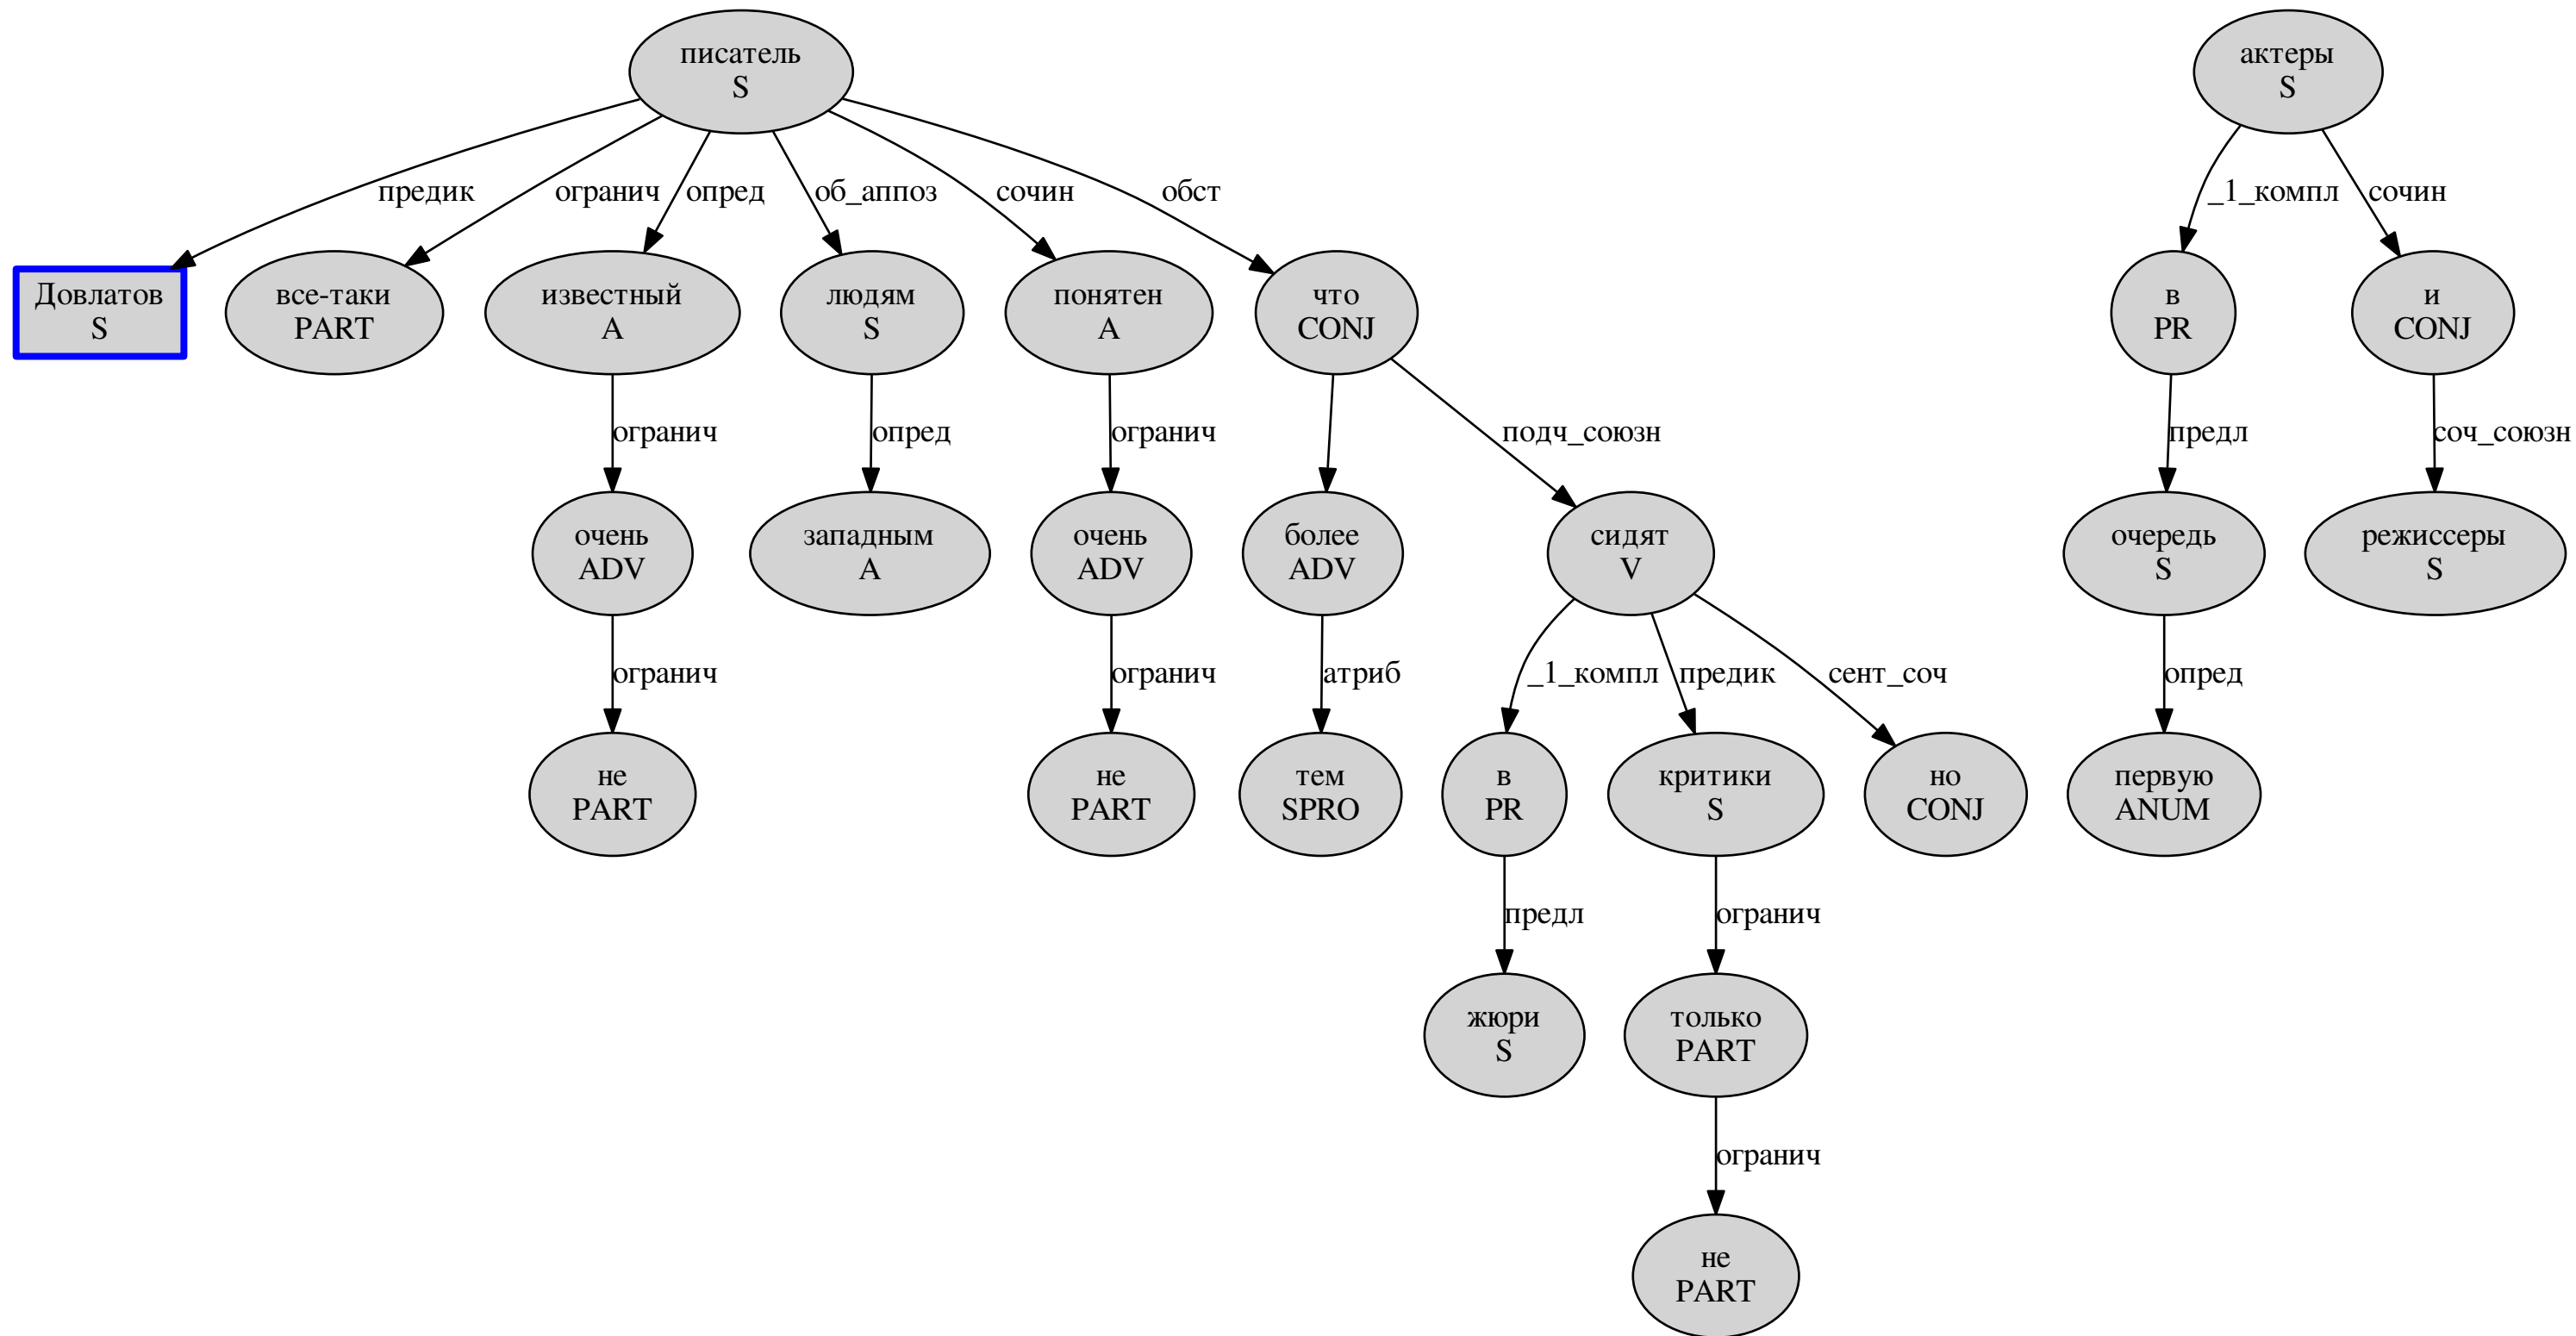 писатель
S
актеры
S
предик
огранич
опред
об_аппоз
сочин
обст
_1_компл
сочин
Довлатов
S
все-таки
PART
известный
A
людям
S
понятен
A
что
CONJ
в
PR
и
CONJ
огранич
опред
огранич
подч_союзн
предл
соч_союзн
очень
ADV
западным
A
очень
ADV
более
ADV
сидят
V
очередь
S
режиссеры
S
огранич
огранич
атриб
_1_компл
предик
сент_соч
опред
не
PART
не
PART
тем
SPRO
в
PR
критики
S
но
CONJ
первую
ANUM
предл
огранич
жюри
S
только
PART
огранич
не
PART